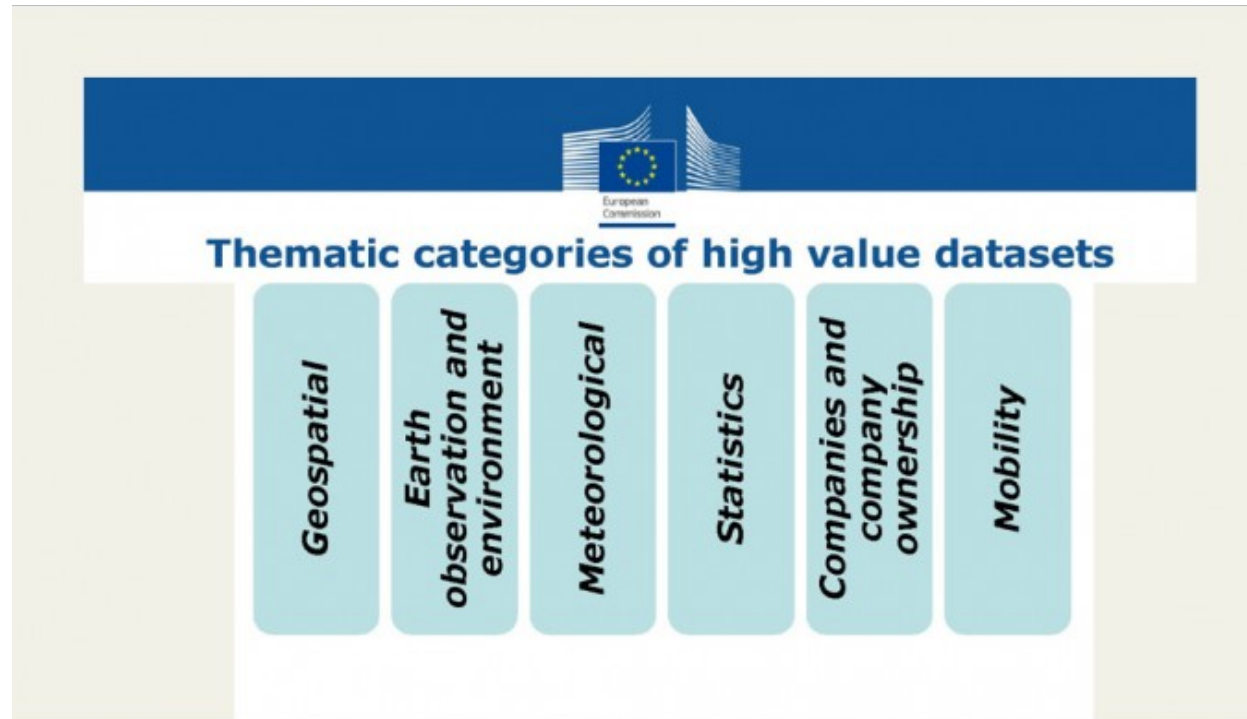 European
Commission
Thematic categories of high value datasets
Geospatial
Earth
observation and
environment
Meteorological
Statistics
Companies and
company
ownership
Mobility